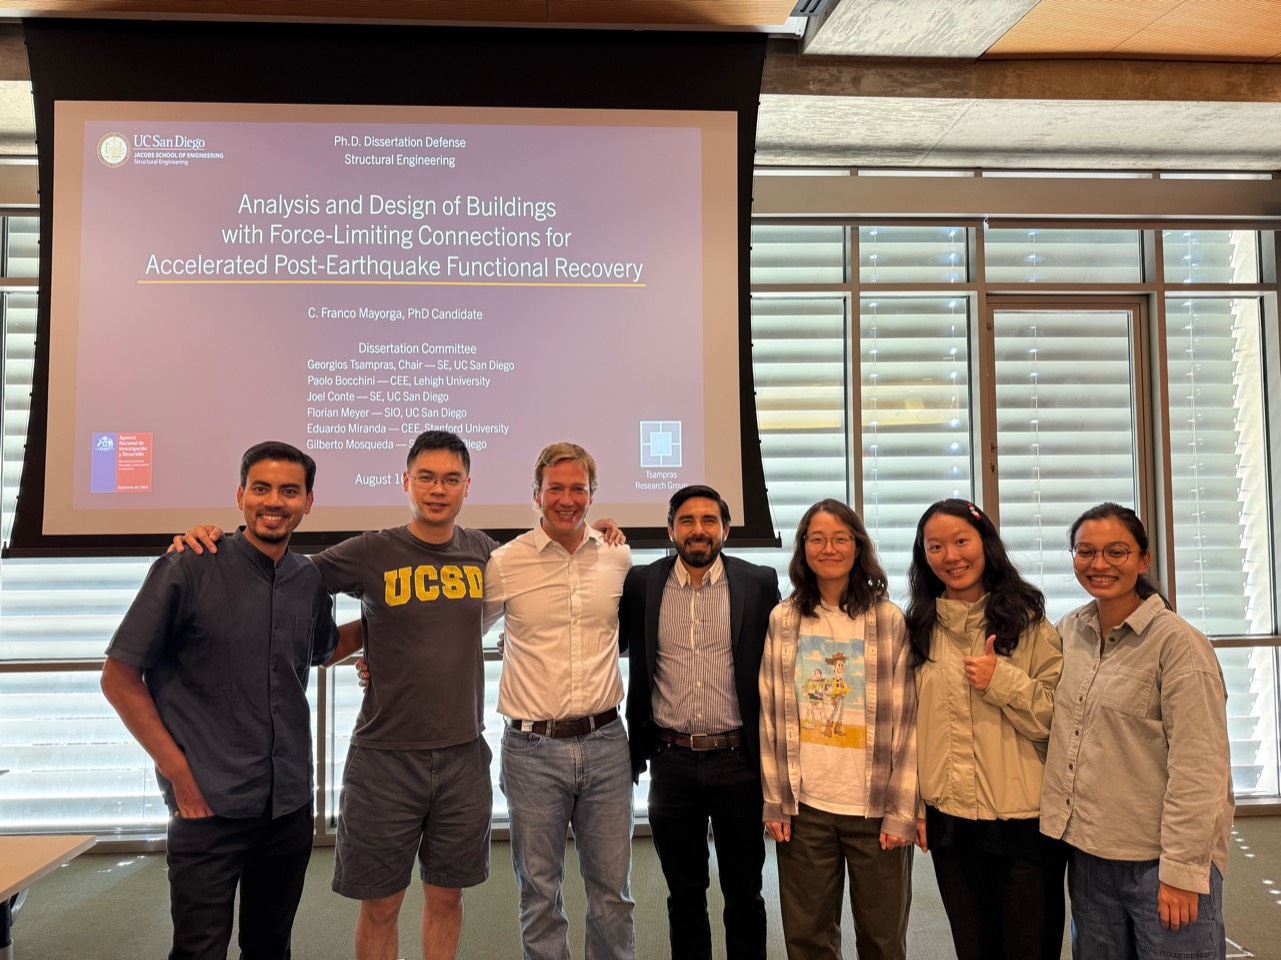 UC San Diego
JACOBS SCHOOL OF ENGINEERING
Structural Engineering
Ph.D. Dissertation Defense
Structural Engineering
Analysis and Design of Buildings
with Force-Limiting Connections for
Accelerated Post-Earthquake Functional Recovery
C. Franco Mayorga, PhD Candidate
Dissertation Committee
Georgios Tsampras, Chair — SE, UC San Diego
Paolo Bocchini — CEE, Lehigh University
Joel Conte — SE, UC San Diego
Florian Meyer — SIO, UC San Diego
Eduardo Miranda — CEE, Stanford University
Gilberto Mosqueda — Diego
August
Agencia
Nacional de
Investigación
y Desarrollo
Gobierno de Chile
Tsampras
Research Group
UCSD